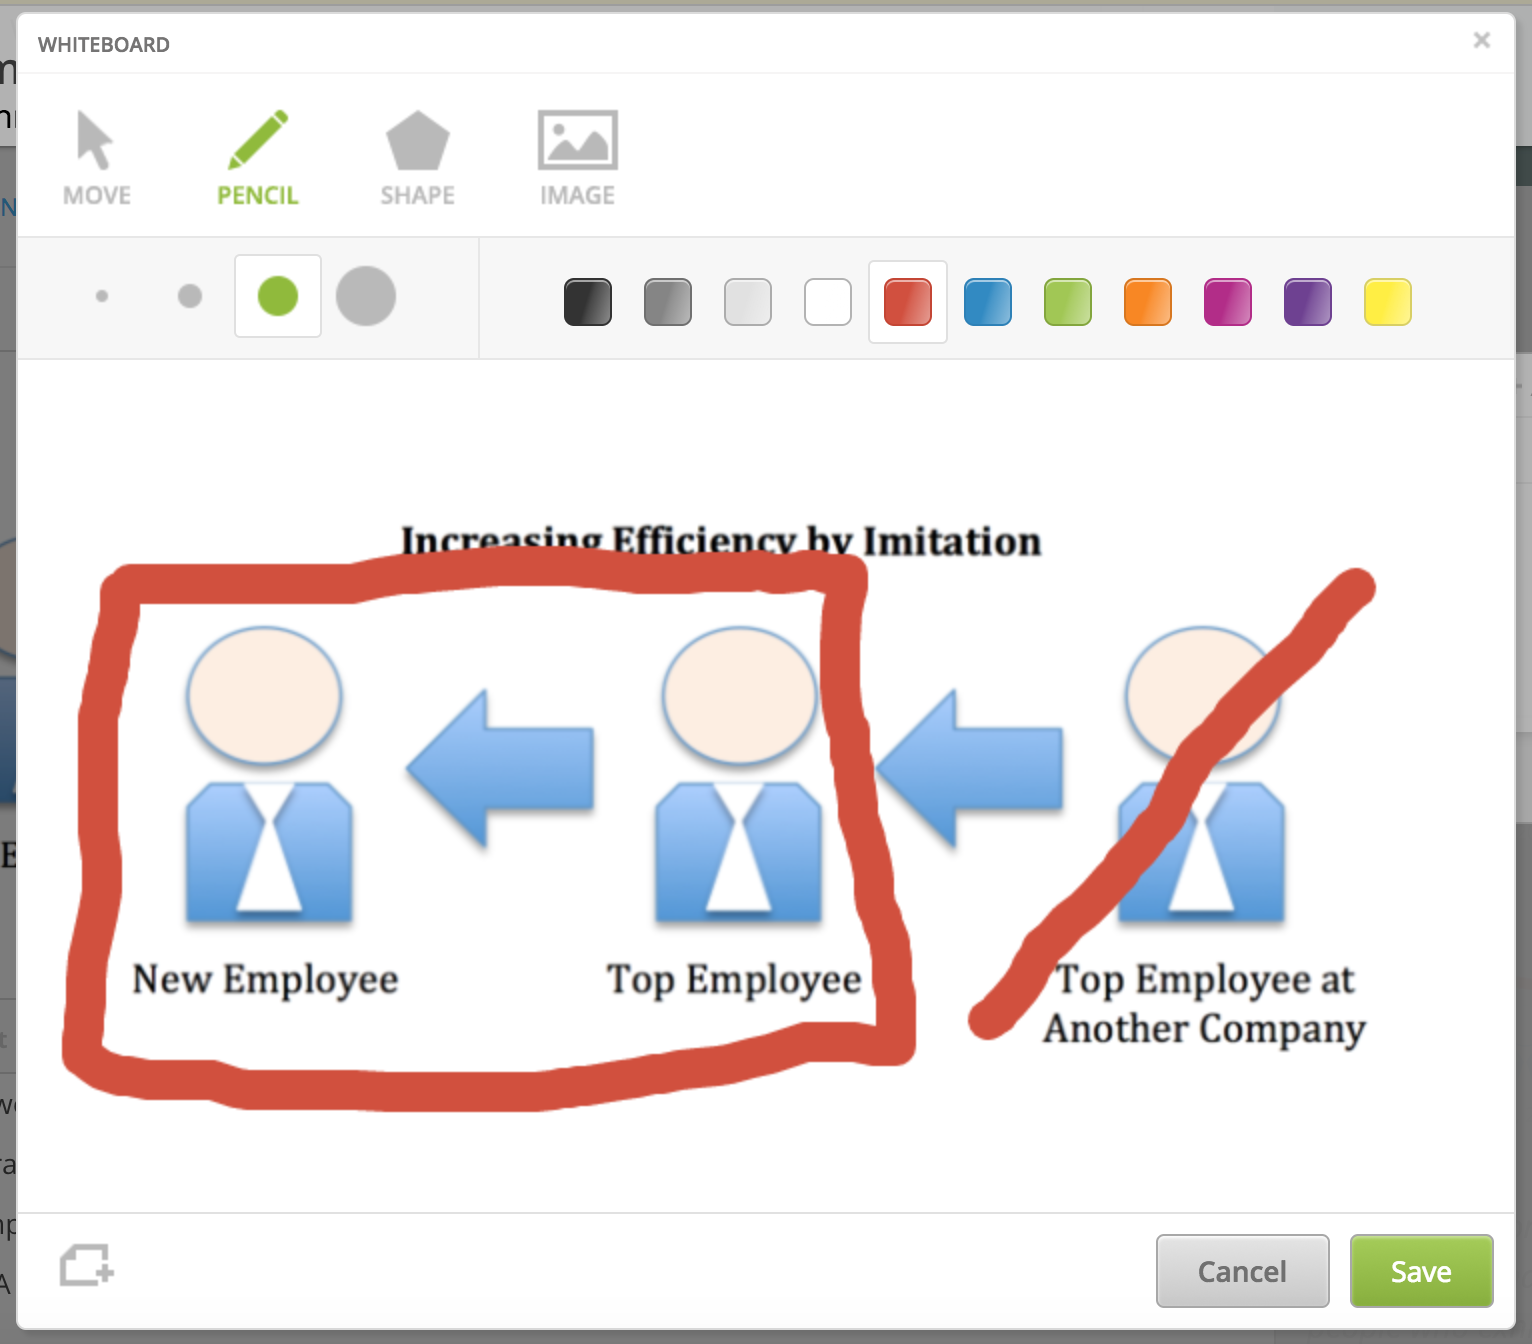 WHITEBOARD
MOVE PENCIL SHAPE IMAGE
Increasing Efficiency by Imitation
New Employee Top Employee Top Employee at
Another Company
Cancel Save